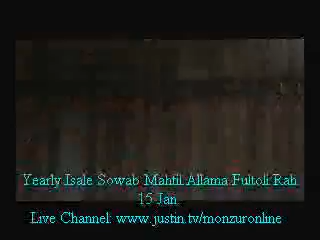 Yearly Isale Sowab Mahfil Allama Fultoli Rah
15 Jan
Live Channel: www.justin.tv/monzuronline